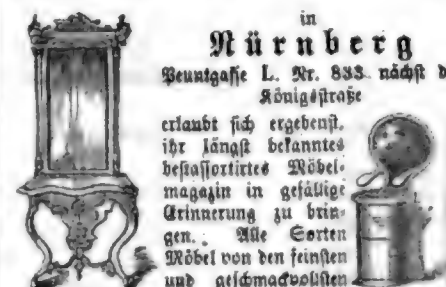 in
Nürnberg
Peuntgasse L. Nr. 833 nächst d
Königsstraße
erlaubt sich ergebenst,
ihr längst bekanntes
bestassortirtes Möbel-
magazin in gefällige
Erinnerung zu brin-
gen. Alle Sorten
Möbel von den feinsten
und geschmackvollsten